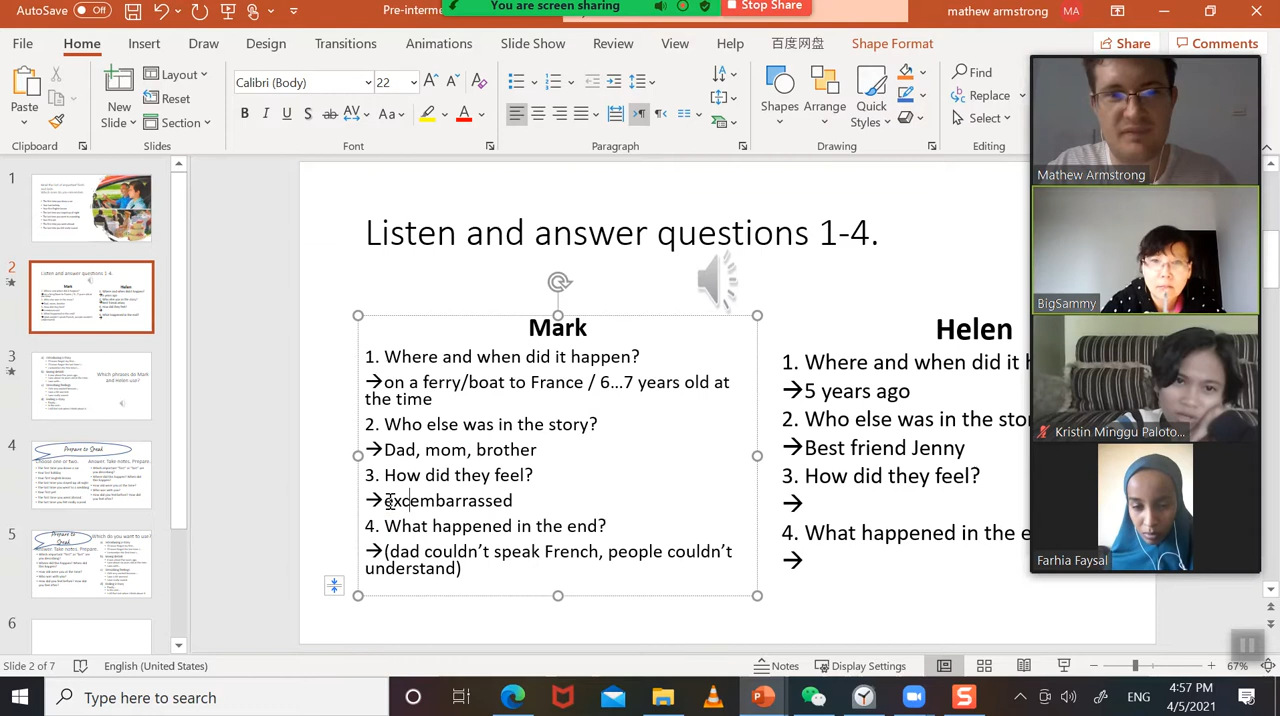 AutoSave Off
Pre-interme
You are screen sharing
Stop Share
mathew armstrong MA
File Home Insert Draw Design Transitions Animations Slide Show Review View Help 百度网盘 Shape Format
Share Comments
Paste
Clipboard
New
Slide
Layout
Reset
Section
Slides
Calibri (Body) 22
Font
Paragraph
Shapes Arrange Quick
Styles
Drawing
Find
Replace
Select
Editing
1
2
3
4
5
6
Listen and answer questions 1-4.
Mark
1. Where and when did it happen?
→on a ferry/boat to France / 6...7 years old at
the time
2. Who else was in the story?
→Dad, mom, brother
3. How did they feel?
→excembarrassed
4. What happened in the end?
→(dad couldn't speak French, people couldn't
understand)
Helen
1. Where and when did it h
→5 years ago
2. Who else was in the stor
→Best friend Jenny
3. How did they feel?
→
4. What happened in the e
→
Mathew Armstrong
BigSammy
Kristin Minggu Paloto...
Farhia Faysal
Slide 2 of 7
English (United States)
Notes
Display Settings
67%
Type here to search
ENG
4:57 PM
4/5/2021